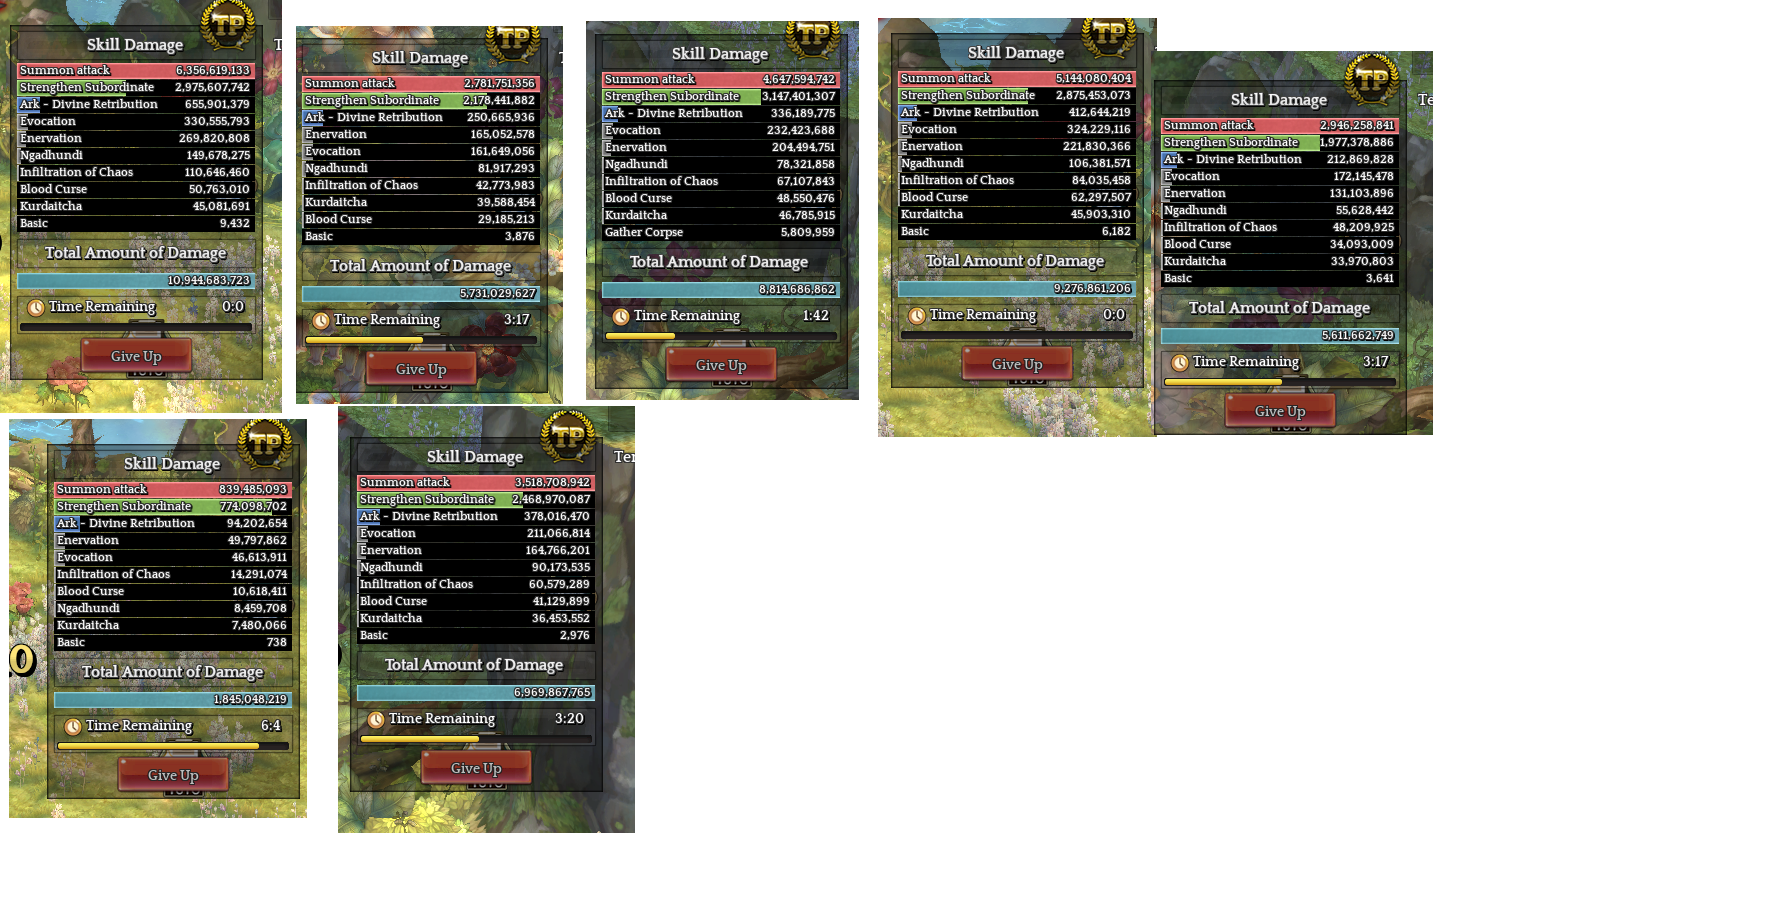 TP
Skill Damage
Summon attack 6,356,619,133
Strengthen Subordinate 2,975,607,742
Ark - Divine Retribution 655,901,379
Evocation 330,555,793
Enervation 269,820,808
Ngadhundi 149,678,275
Infiltration of Chaos 110,646,460
Blood Curse 50,763,010
Kurdaitcha 45,081,691
Basic 9,432
Total Amount of Damage
10,944,683,723
Time Remaining 0:0
Give Up
TP
Skill Damage
Summon attack 2,781,751,356
Strengthen Subordinate 2,178,441,882
Ark - Divine Retribution 250,665,936
Enervation 165,052,578
Evocation 161,649,056
Ngadhundi 81,917,293
Infiltration of Chaos 42,773,983
Kurdaitcha 39,588,454
Blood Curse 29,185,213
Basic 3,876
Total Amount of Damage
5,731,029,627
Time Remaining 3:17
Give Up
TP
Skill Damage
Summon attack 4,647,594,742
Strengthen Subordinate 3,147,401,307
Ark - Divine Retribution 336,189,775
Evocation 232,423,688
Enervation 204,494,751
Ngadhundi 78,321,858
Infiltration of Chaos 67,107,843
Blood Curse 48,550,476
Kurdaitcha 46,785,915
Gather Corpse 5,809,959
Total Amount of Damage
8,814,686,862
Time Remaining 1:42
Give Up
TP
Skill Damage
Summon attack 5,144,080,404
Strengthen Subordinate 2,875,453,073
Ark - Divine Retribution 412,644,219
Evocation 324,229,116
Enervation 221,830,366
Ngadhundi 106,381,571
Infiltration of Chaos 84,035,458
Blood Curse 62,297,507
Kurdaitcha 45,903,310
Basic 6,182
Total Amount of Damage
9,276,861,206
Time Remaining 0:0
Give Up
TP
Skill Damage
Summon attack 2,946,258,841
Strengthen Subordinate 1,977,378,886
Ark - Divine Retribution 212,869,828
Evocation 172,145,478
Enervation 131,103,896
Ngadhundi 55,628,442
Infiltration of Chaos 48,209,925
Blood Curse 34,093,009
Kurdaitcha 33,970,803
Basic 3,641
Total Amount of Damage
5,611,662,749
Time Remaining 3:17
Give Up
TP
Skill Damage
Summon attack 839,485,093
Strengthen Subordinate 774,098,702
Ark - Divine Retribution 94,202,654
Enervation 49,797,862
Evocation 46,613,911
Infiltration of Chaos 14,291,074
Blood Curse 10,618,411
Ngadhundi 8,459,708
Kurdaitcha 7,480,066
Basic 738
0
Total Amount of Damage
1,845,048,219
Time Remaining 6:4
Give Up
TP
Skill Damage
Summon attack 3,518,708,942
Strengthen Subordinate 2,468,970,087
Ark - Divine Retribution 378,016,470
Evocation 211,066,814
Enervation 164,766,201
Ngadhundi 90,173,535
Infiltration of Chaos 60,579,289
Blood Curse 41,129,899
Kurdaitcha 36,453,552
Basic 2,976
Total Amount of Damage
6,969,867,765
Time Remaining 3:20
Give Up